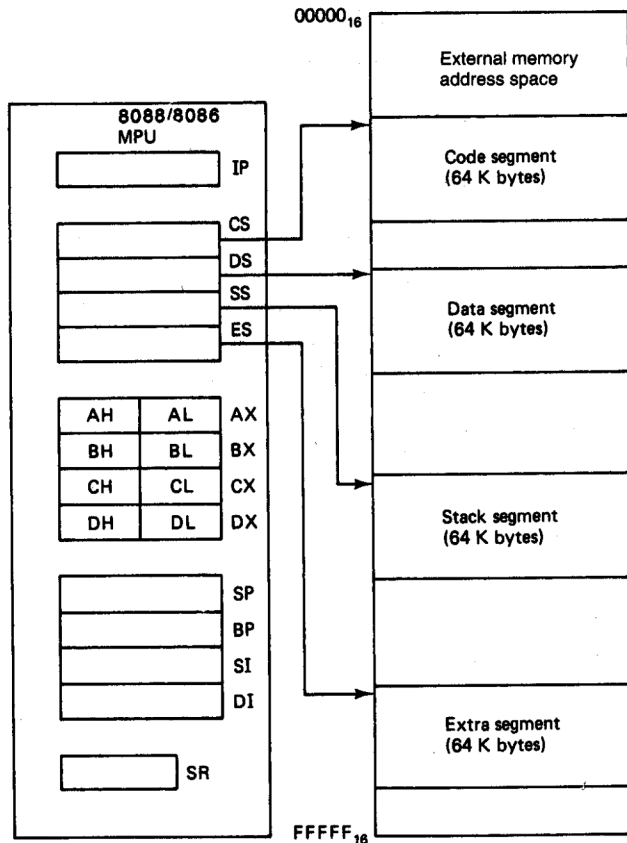 00000₁₆
External memory
address space
8088/8086
MPU
IP
Code segment
(64 K bytes)
CS
DS
SS
ES
Data segment
(64 K bytes)
AH AL AX
BH BL BX
CH CL CX
DH DL DX
Stack segment
(64 K bytes)
SP
BP
SI
DI
Extra segment
(64 K bytes)
SR
FFFFF₁₆